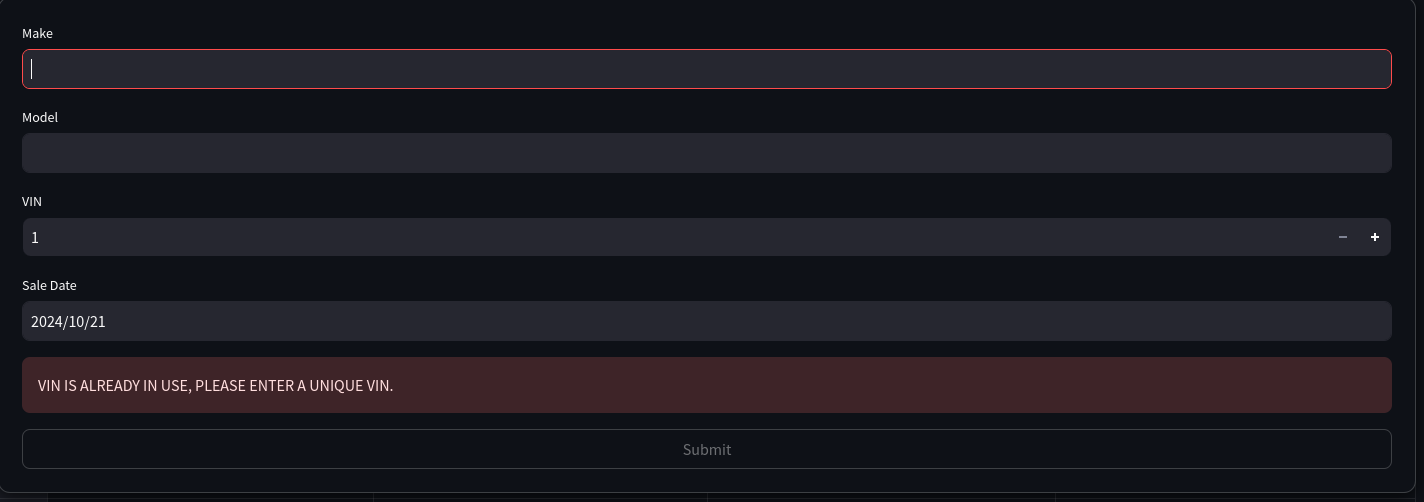 Make
Model
VIN
1
Sale Date
2024/10/21
VIN IS ALREADY IN USE, PLEASE ENTER A UNIQUE VIN.
Submit